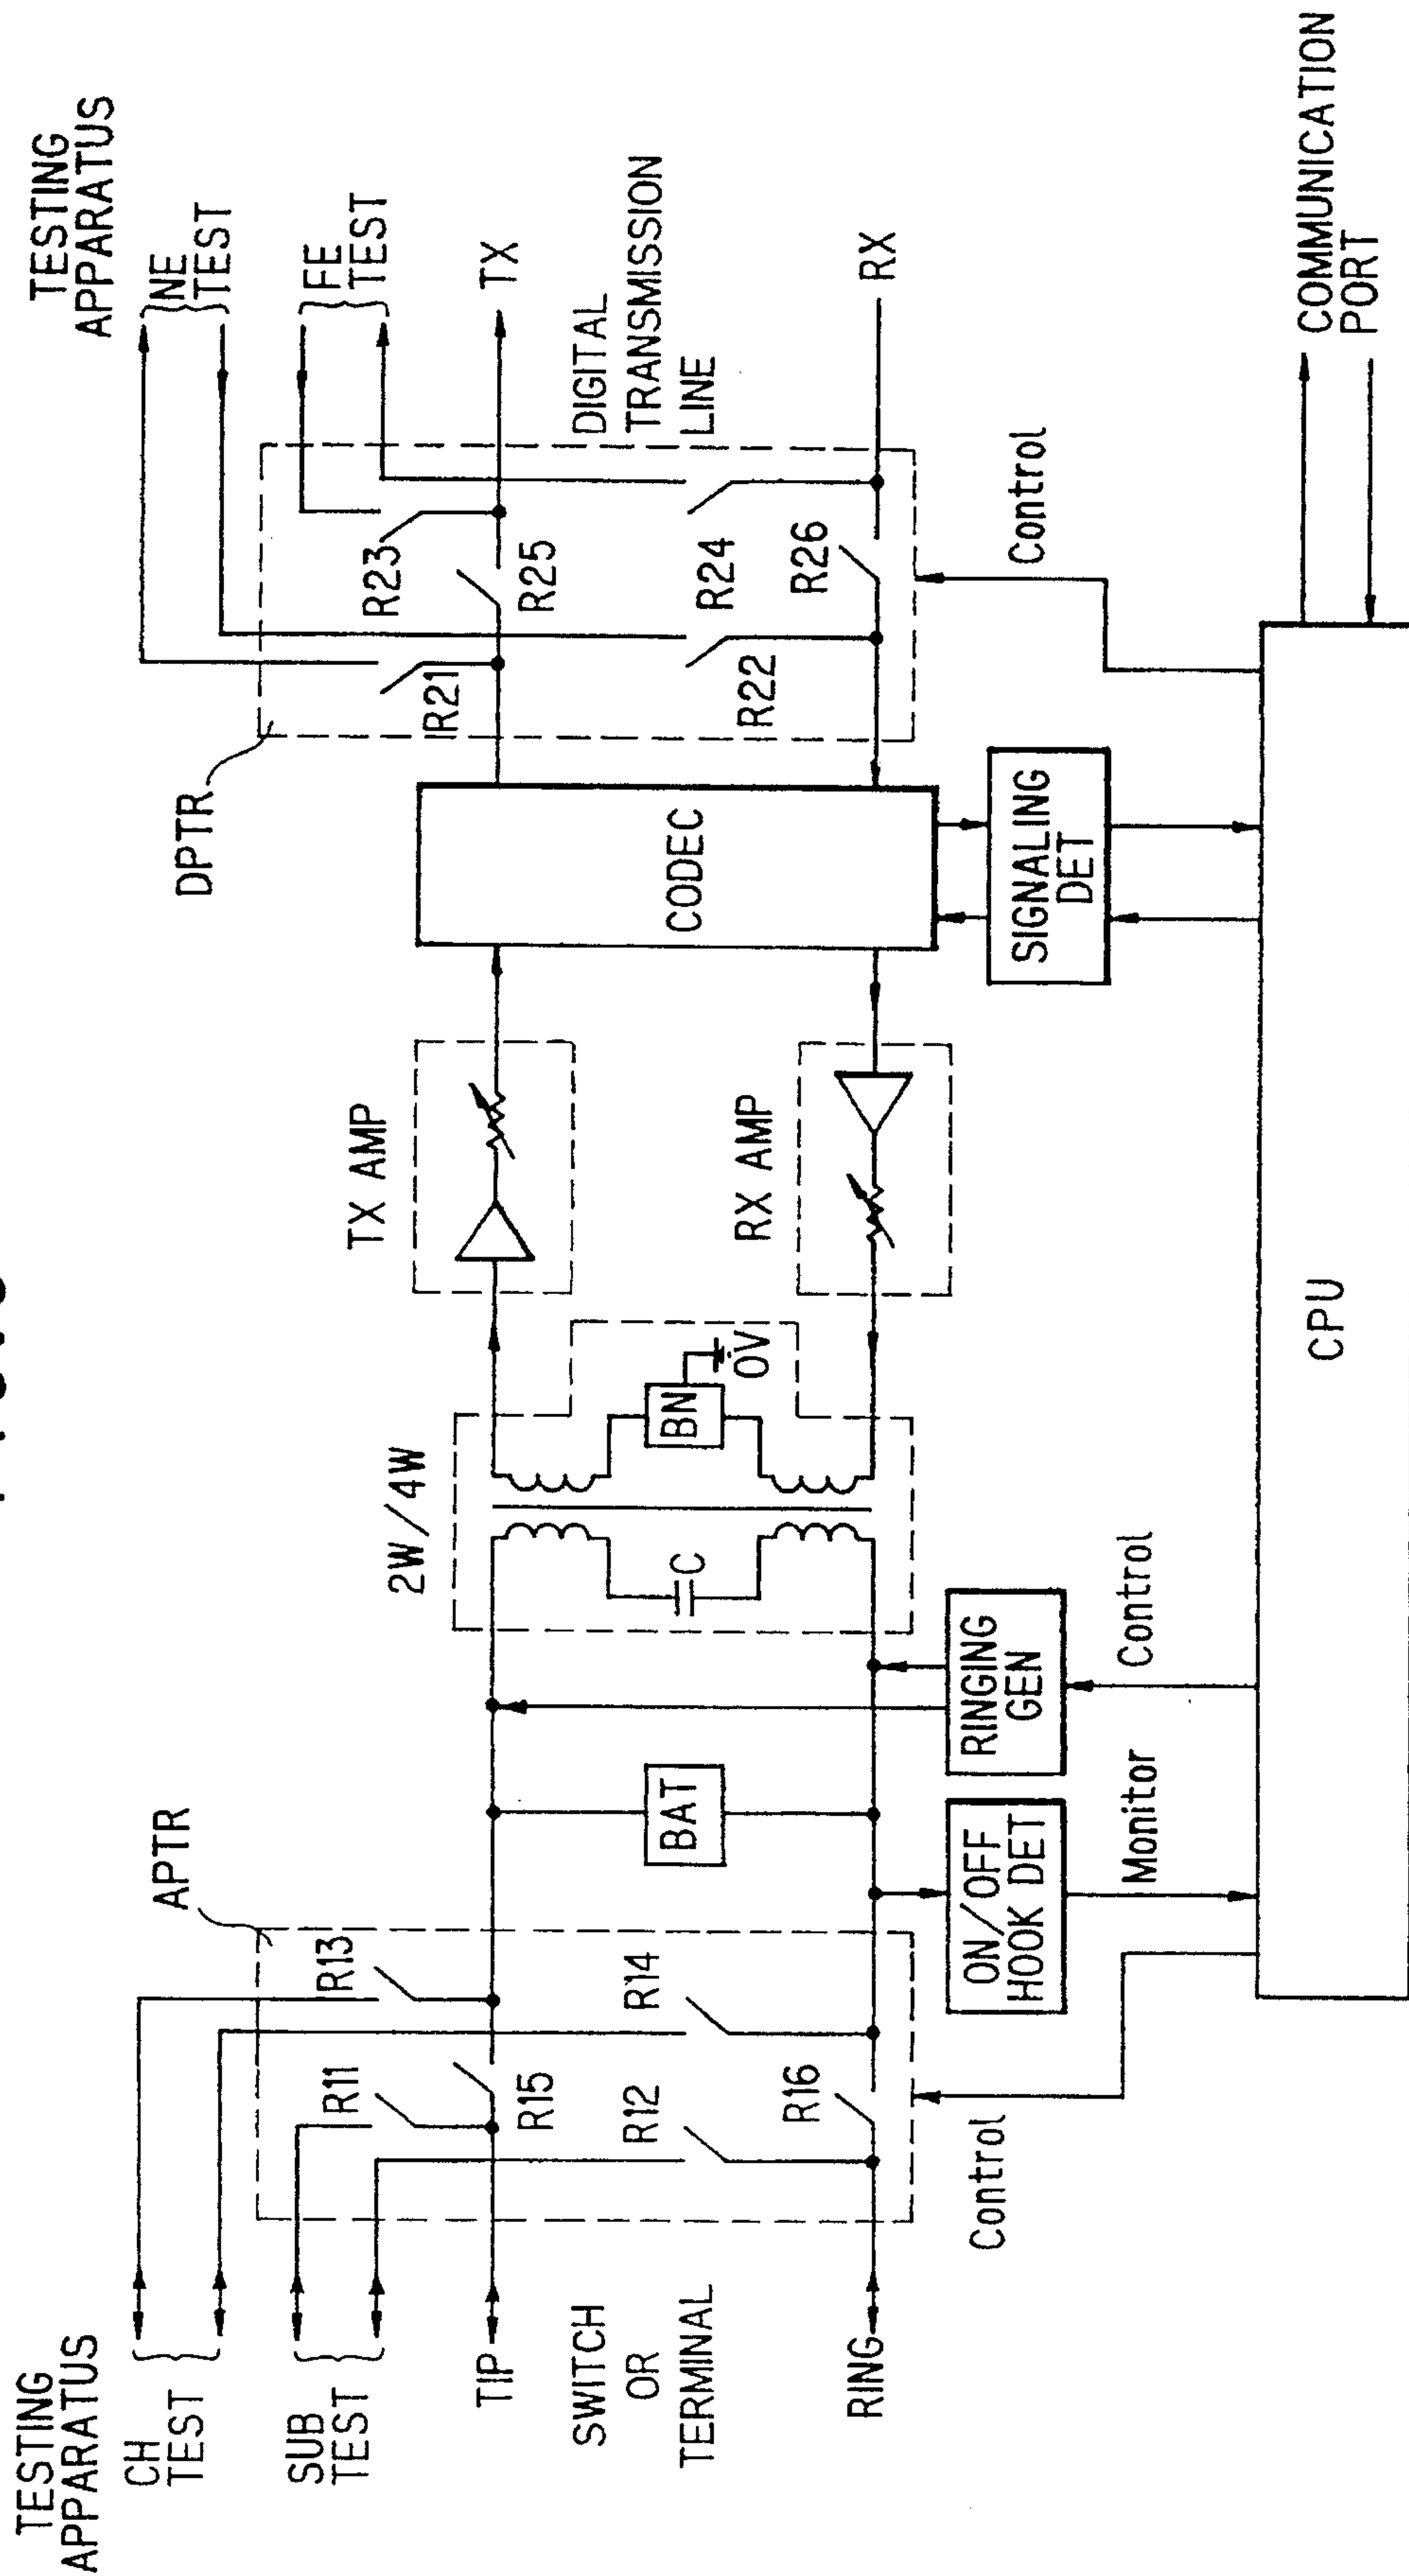 TESTING
APPARATUS
CH
TEST
SUB
TEST
TIP
SWITCH
OR
TERMINAL
RING
APTR
R13
R11
R15
R14
R12
R16
Control
BAT
ON/OFF
HOOK DET
Monitor
RINGING
GEN
Control
2W/4W
C
BN
0V
TX AMP
RX AMP
CODEC
SIGNALING
DET
CPU
DPTR
R21
R23
R25
R22
R24
R26
Control
TESTING
APPARATUS
NE
TEST
FE
TEST
TX
DIGITAL
TRANSMISSION
LINE
RX
COMMUNICATION
PORT